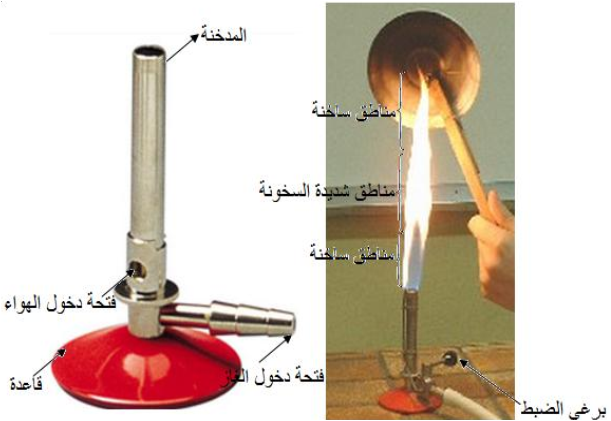 المدخنة
فتحة دخول الهواء
فتحة دخول الغاز
قاعدة
مناطق ساخنة
مناطق شديدة السخونة
مناطق ساخنة
برغي الضبط